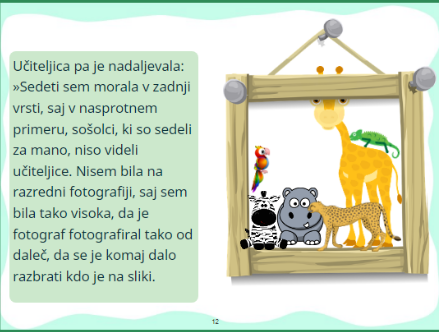 Učiteljica pa je nadaljevala:
»Sedeti sem morala v zadnji
vrsti, saj v nasprotnem
primeru, sošolci, ki so sedeli
za mano, niso videli
učiteljice. Nisem bila na
razredni fotografiji, saj sem
bila tako visoka, da je
fotograf fotografiral tako od
daleč, da se je komaj dalo
razbrati kdo je na sliki.
12